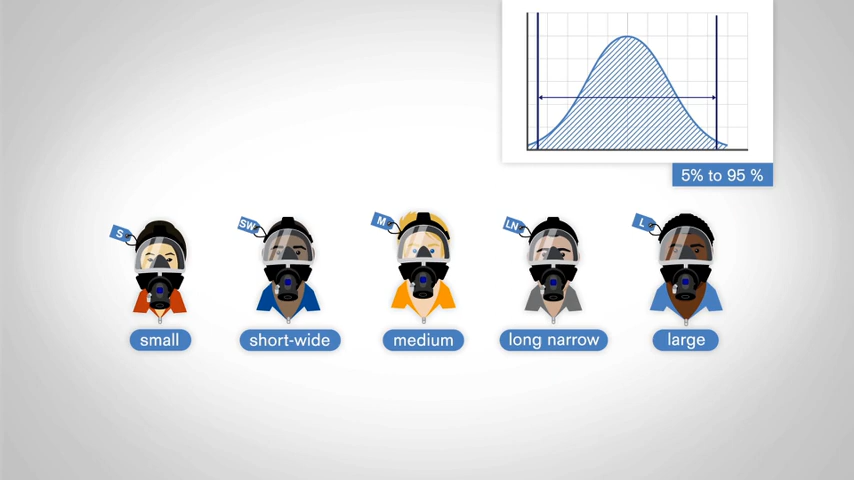 5% to 95 %
S
SW
M
LN
L
small
short-wide
medium
long narrow
large